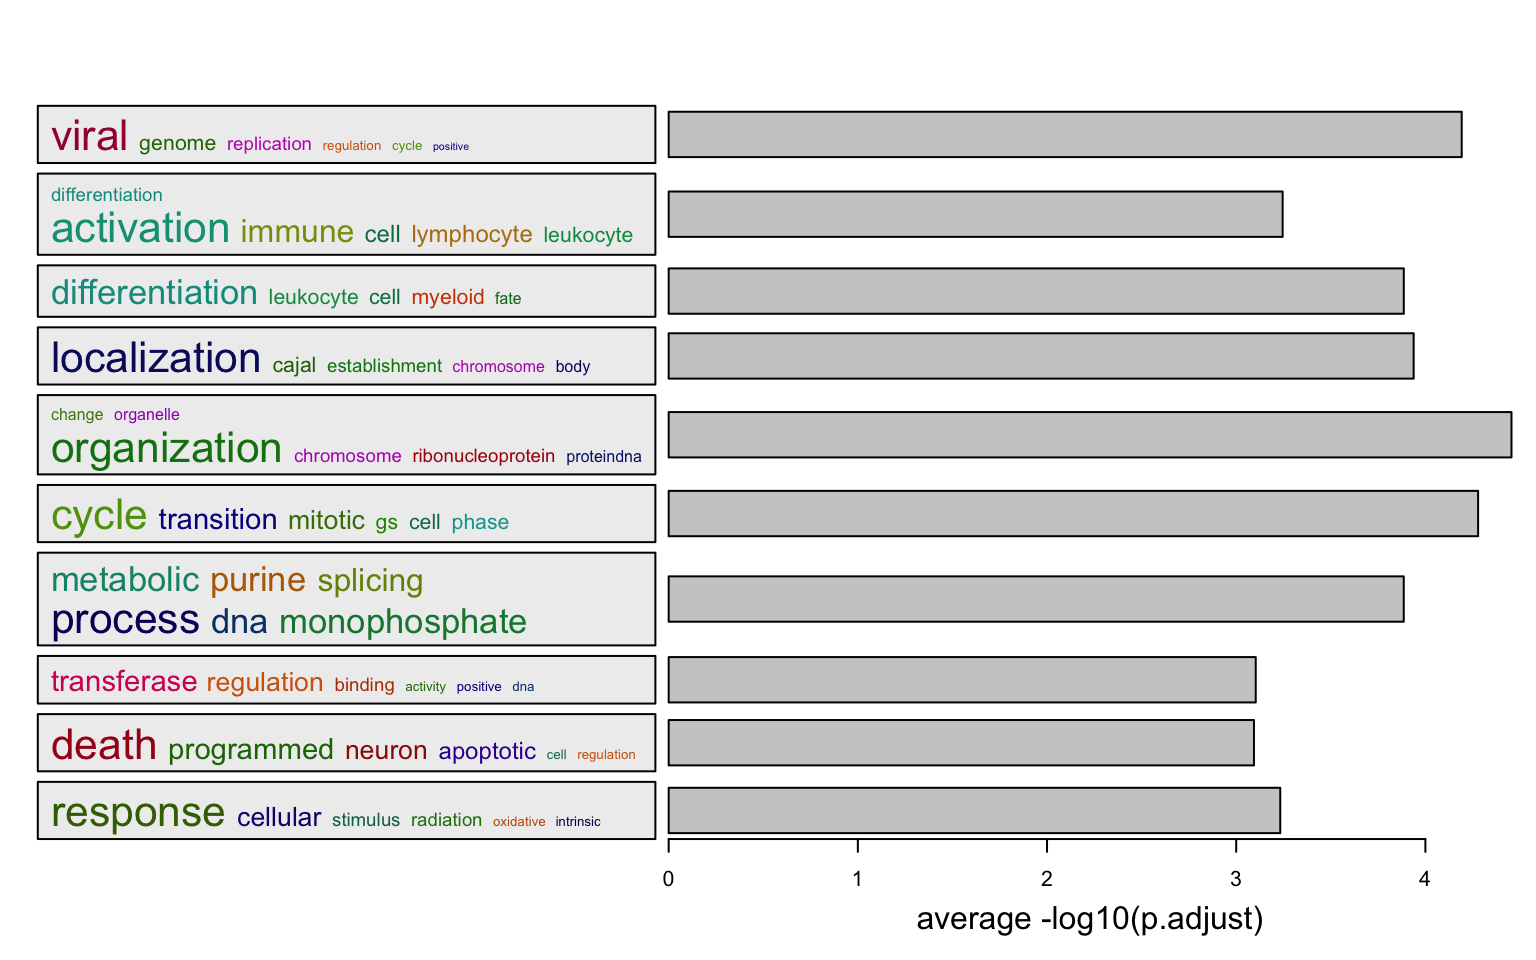 viral genome replication regulation cycle positive
differentiation
activation immune cell lymphocyte leukocyte
differentiation leukocyte cell myeloid fate
localization cajal establishment chromosome body
change organelle
organization chromosome ribonucleoprotein proteindna
cycle transition mitotic gs cell phase
metabolic purine splicing
process dna monophosphate
transferase regulation binding activity positive dna
death programmed neuron apoptotic cell regulation
response cellular stimulus radiation oxidative intrinsic
0 1 2 3 4
average -log10(p.adjust)